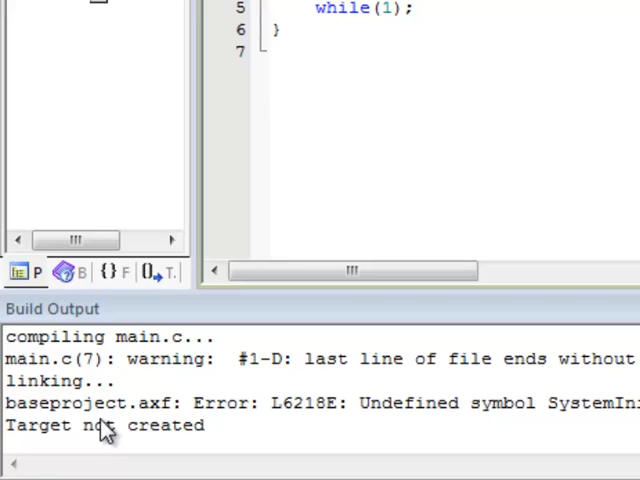 5 while(1);
6 }
7
P B {} F T.
Build Output
compiling main.c...
main.c(7): warning: #1-D: last line of file ends without
linking...
baseproject.axf: Error: L6218E: Undefined symbol SystemIni
Target not created